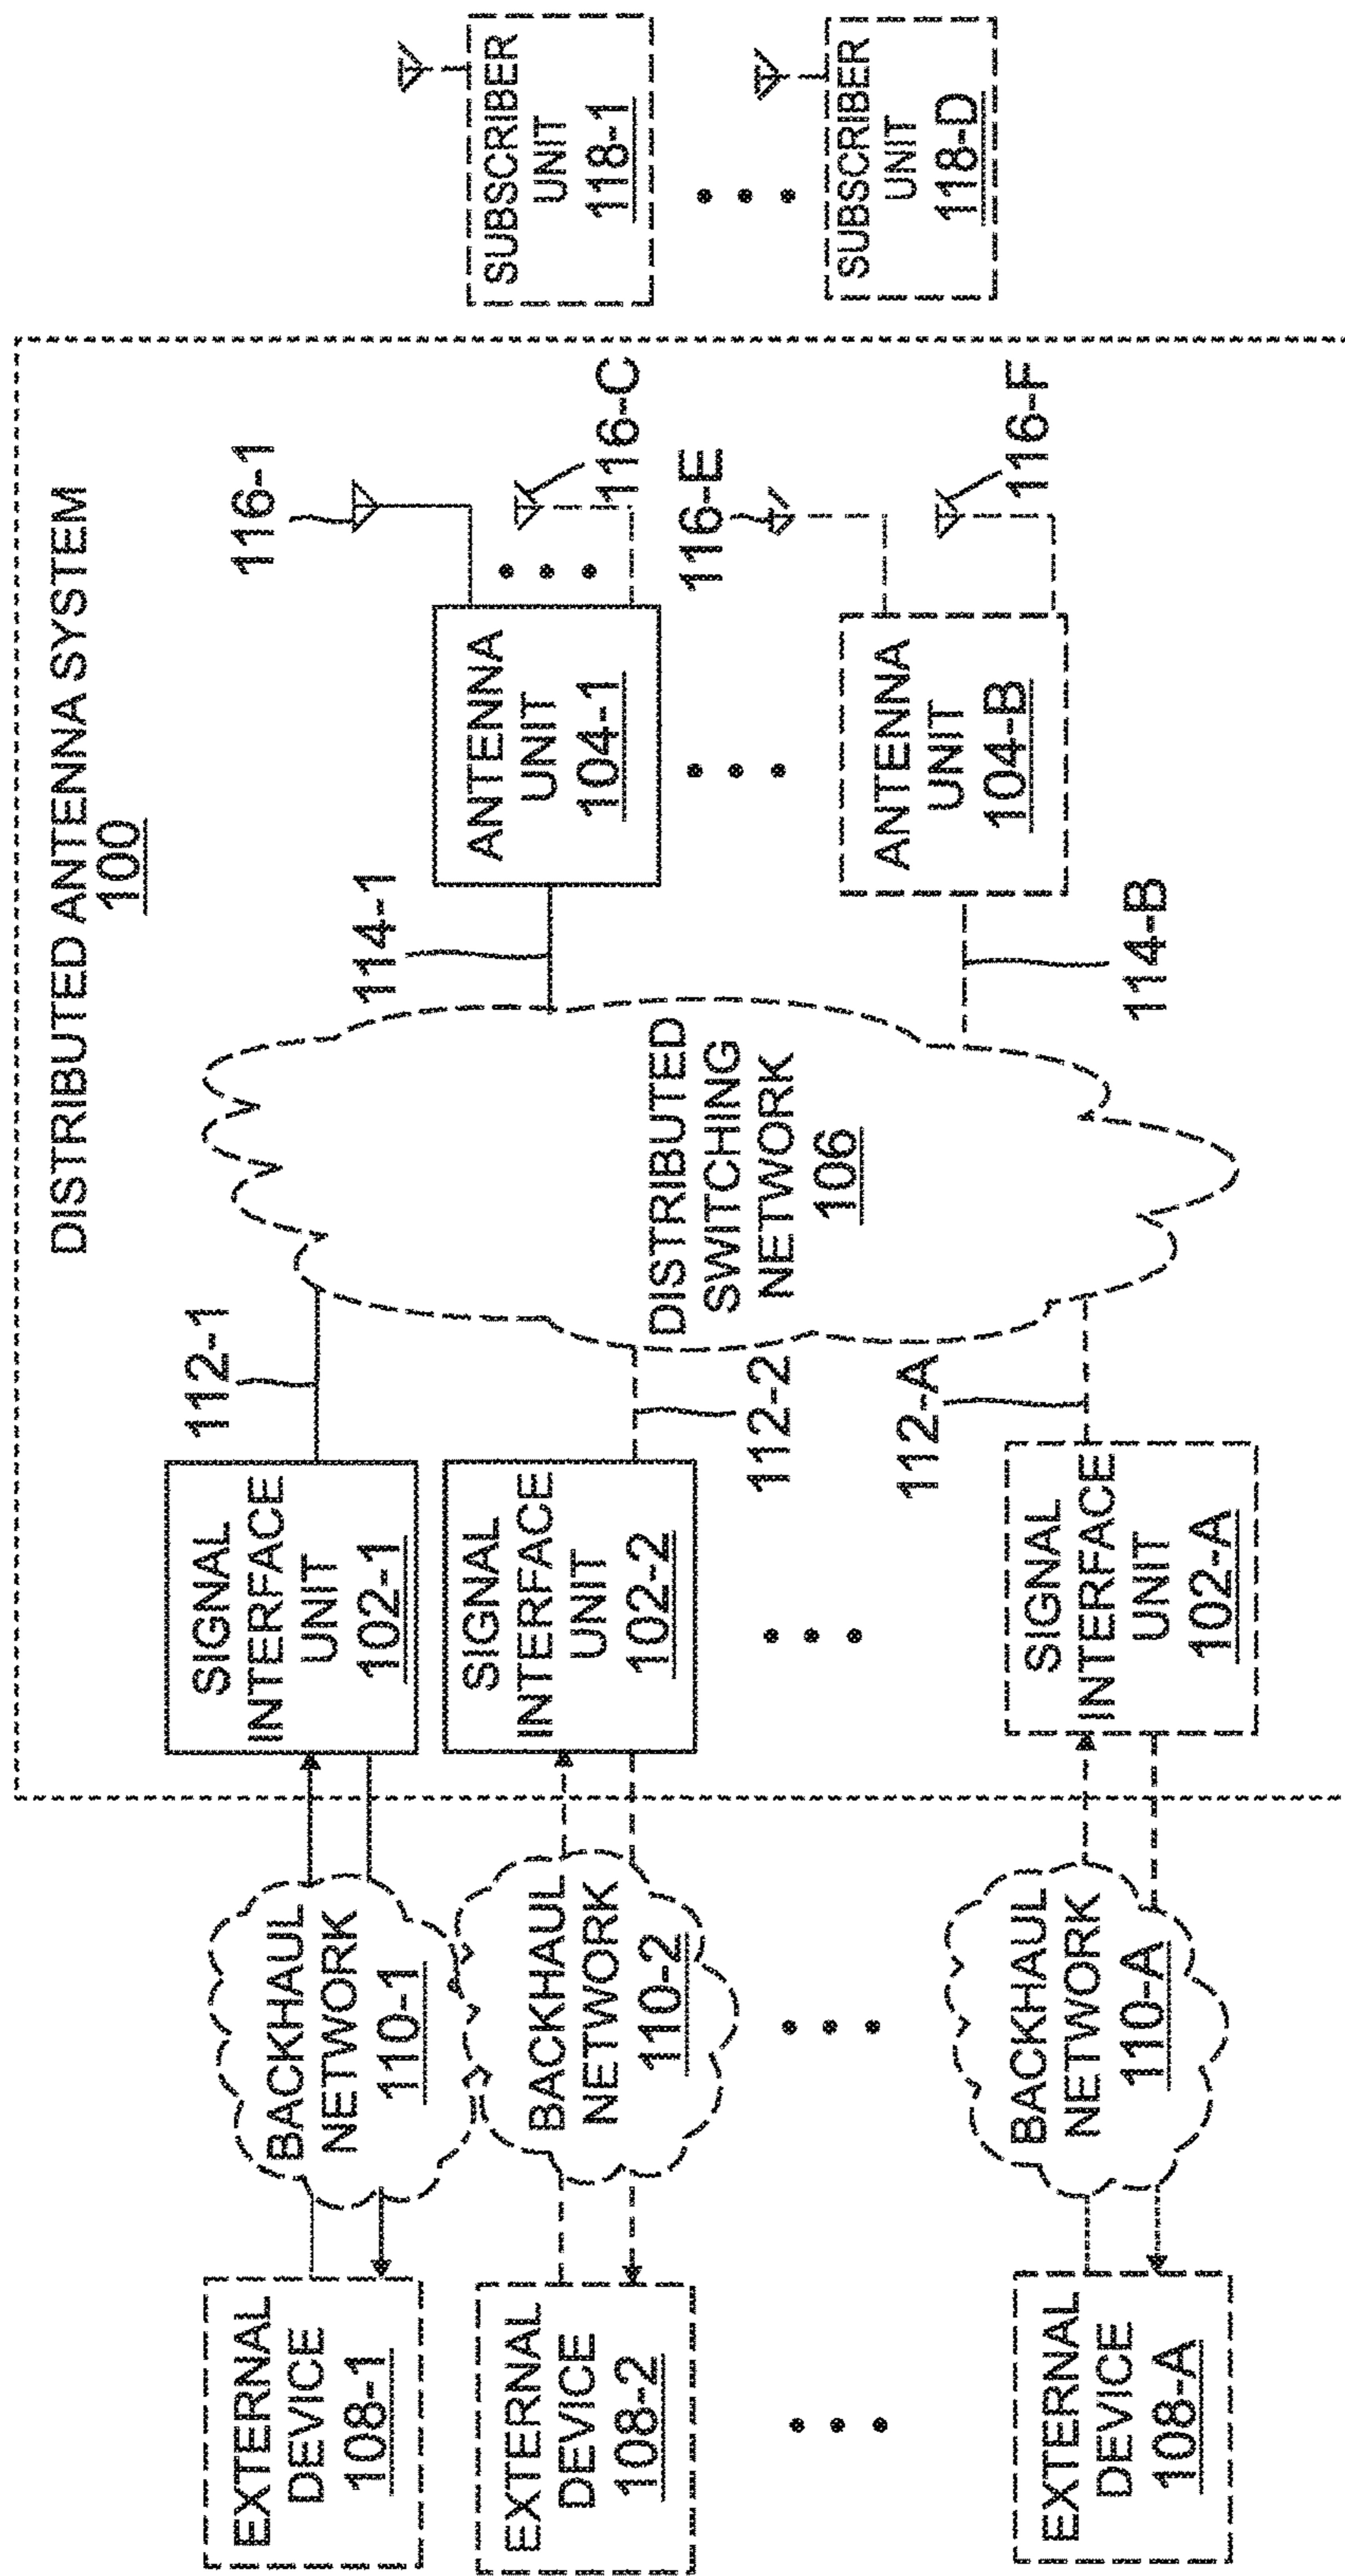 DISTRIBUTED ANTENNA SYSTEM
100
EXTERNAL
DEVICE
108-1
BACKHAUL
NETWORK
110-1
SIGNAL
INTERFACE
UNIT
102-1
112-1
EXTERNAL
DEVICE
108-2
BACKHAUL
NETWORK
110-2
SIGNAL
INTERFACE
UNIT
102-2
112-2
EXTERNAL
DEVICE
108-A
BACKHAUL
NETWORK
110-A
SIGNAL
INTERFACE
UNIT
102-A
112-A
DISTRIBUTED
SWITCHING
NETWORK
106
114-1
ANTENNA
UNIT
104-1
116-1
116-C
114-B
ANTENNA
UNIT
104-B
116-E
116-F
SUBSCRIBER
UNIT
118-1
SUBSCRIBER
UNIT
118-D